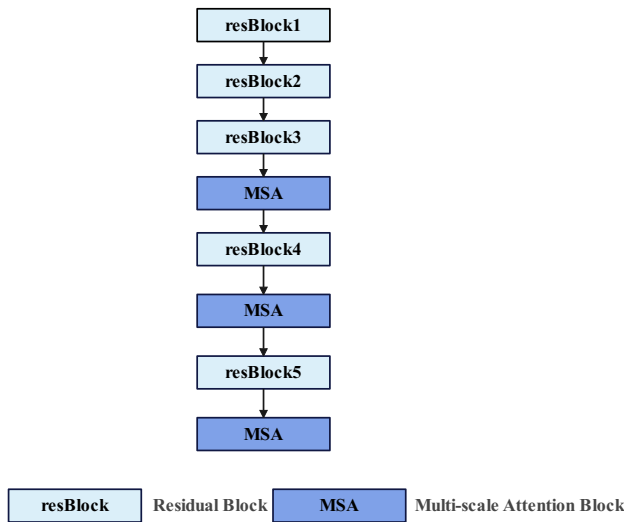 resBlock1
resBlock2
resBlock3
MSA
resBlock4
MSA
resBlock5
MSA
resBlock Residual Block MSA Multi-scale Attention Block